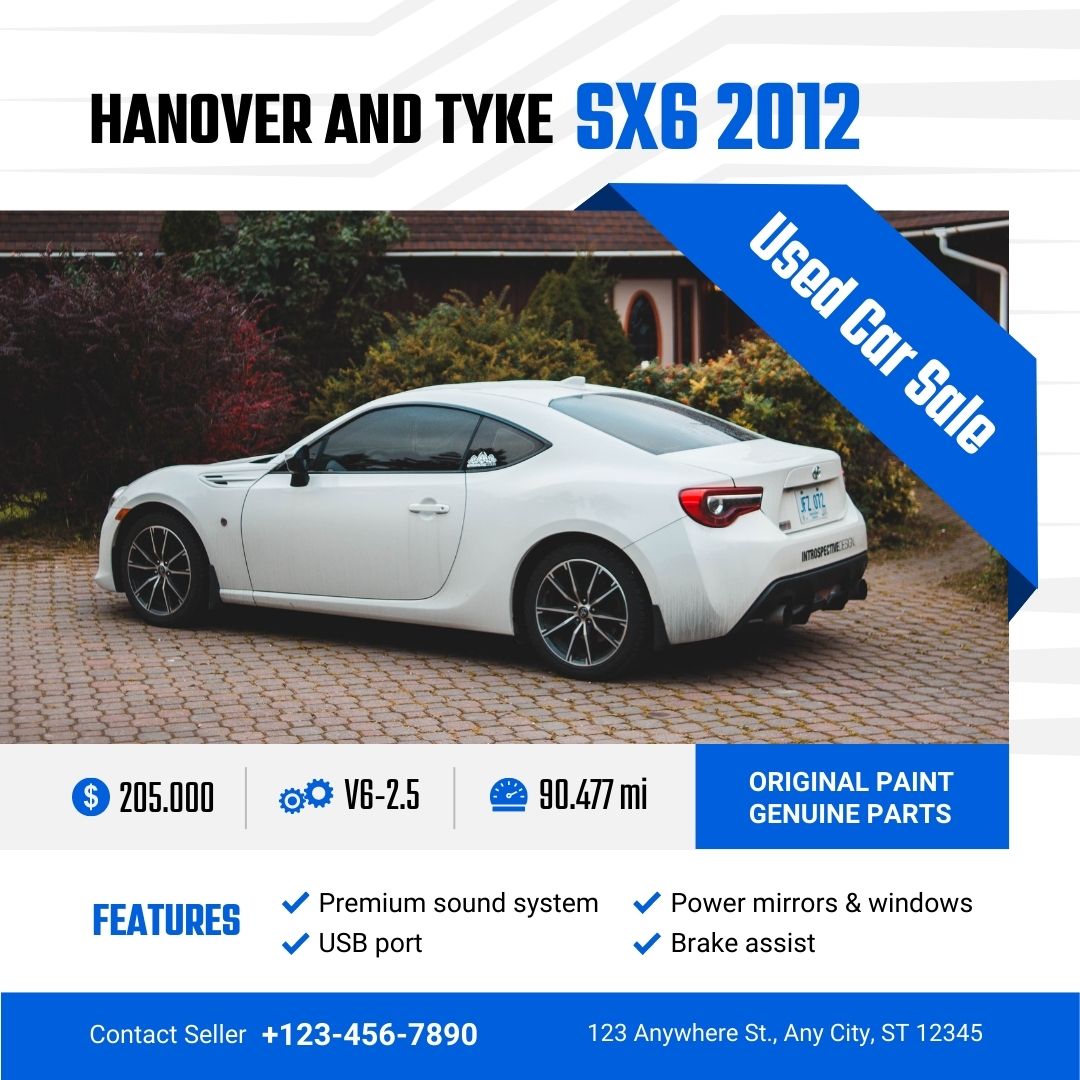 HANOVER AND TYKE SX6 2012
Used Car Sale
INTROSPECTIVEDESIGN
205.000
V6-2.5
90.477 mi
ORIGINAL PAINT
GENUINE PARTS
FEATURES
Premium sound system
USB port
Power mirrors & windows
Brake assist
Contact Seller +123-456-7890
123 Anywhere St., Any City, ST 12345